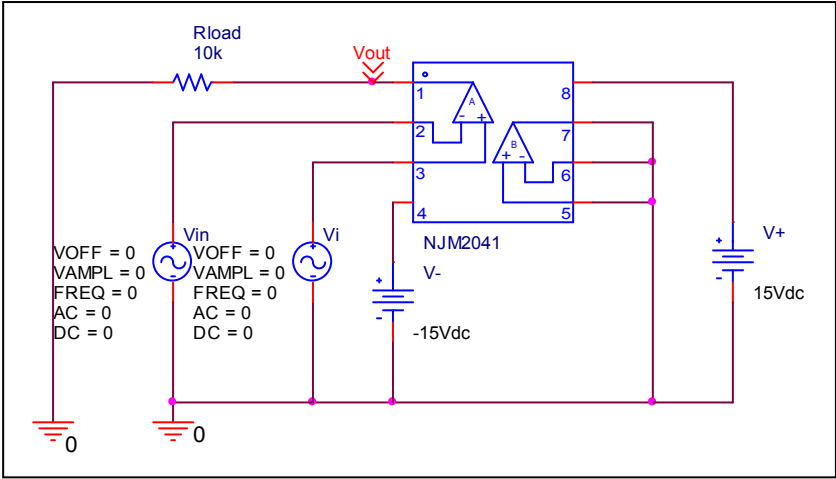 Rload
10k
Vout
1
2
3
4
8
7
6
5
A
- +
B
+ -
NJM2041
Vin
VOFF = 0
VAMPL = 0
FREQ = 0
AC = 0
DC = 0
+
-
Vi
VOFF = 0
VAMPL = 0
FREQ = 0
AC = 0
DC = 0
+
-
V-
+
-
-15Vdc
V+
+
-
15Vdc
0
0